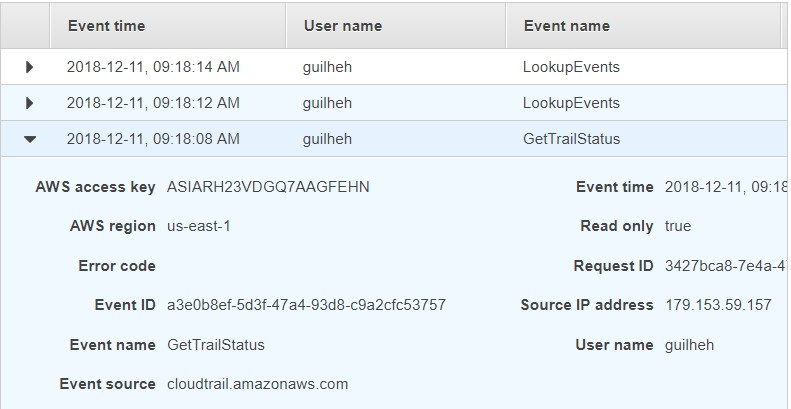 Event time User name Event name
2018-12-11, 09:18:14 AM guilheh LookupEvents
2018-12-11, 09:18:12 AM guilheh LookupEvents
2018-12-11, 09:18:08 AM guilheh GetTrailStatus
AWS access key ASIARH23VDGQ7AAGFEHN Event time 2018-12-11, 09:18
AWS region us-east-1 Read only true
Error code Request ID 3427bca8-7e4a-4
Event ID a3e0b8ef-5d3f-47a4-93d8-c9a2cfc53757 Source IP address 179.153.59.157
Event name GetTrailStatus User name guilheh
Event source cloudtrail.amazonaws.com